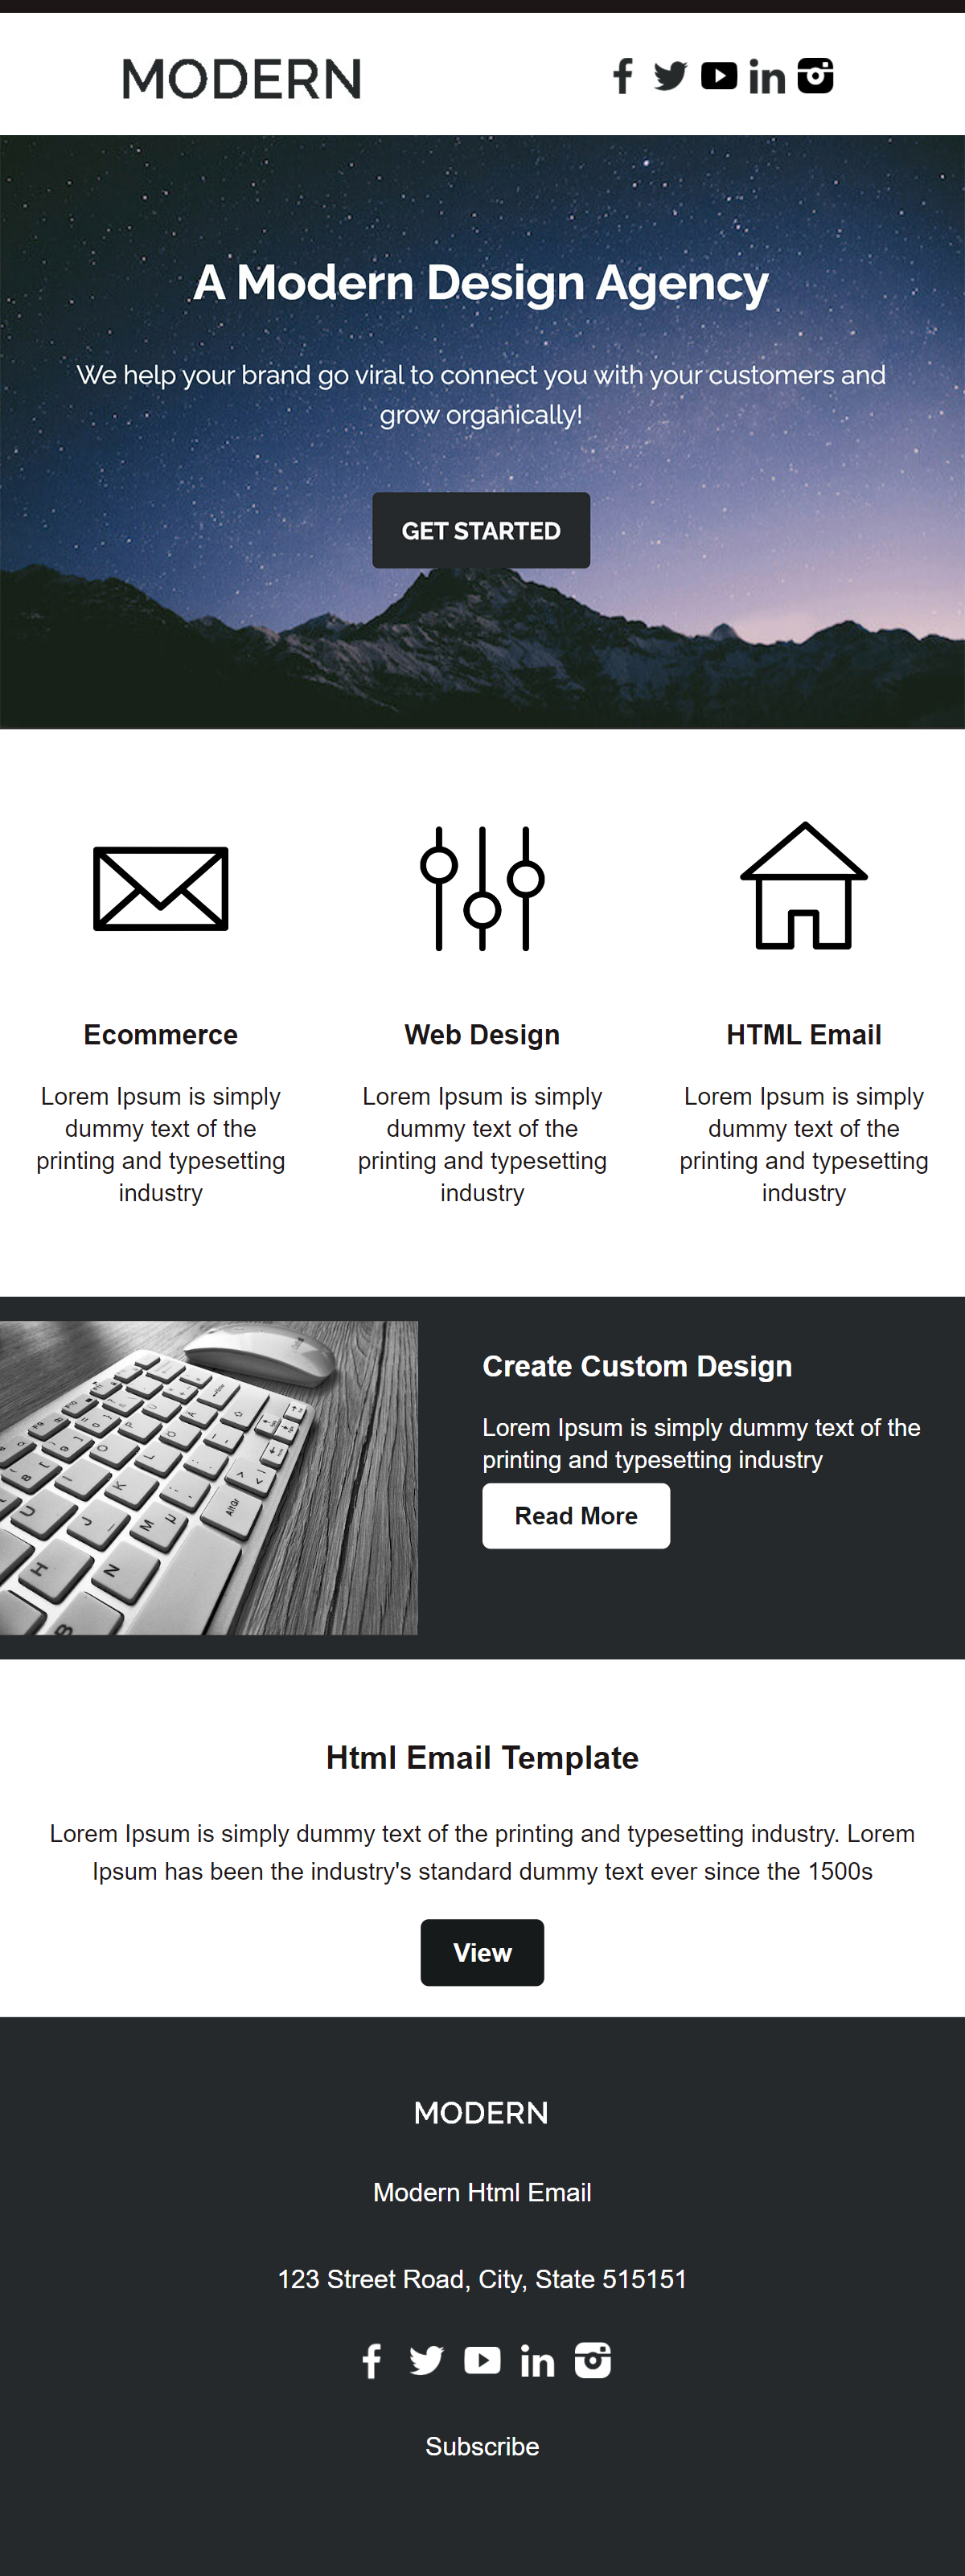 MODERN
A Modern Design Agency
We help your brand go viral to connect you with your customers and
grow organically!
GET STARTED
Ecommerce
Lorem Ipsum is simply
dummy text of the
printing and typesetting
industry
Web Design
Lorem Ipsum is simply
dummy text of the
printing and typesetting
industry
HTML Email
Lorem Ipsum is simply
dummy text of the
printing and typesetting
industry
Create Custom Design
Lorem Ipsum is simply dummy text of the
printing and typesetting industry
Read More
Html Email Template
Lorem Ipsum is simply dummy text of the printing and typesetting industry. Lorem
Ipsum has been the industry's standard dummy text ever since the 1500s
View
MODERN
Modern Html Email
123 Street Road, City, State 515151
Subscribe